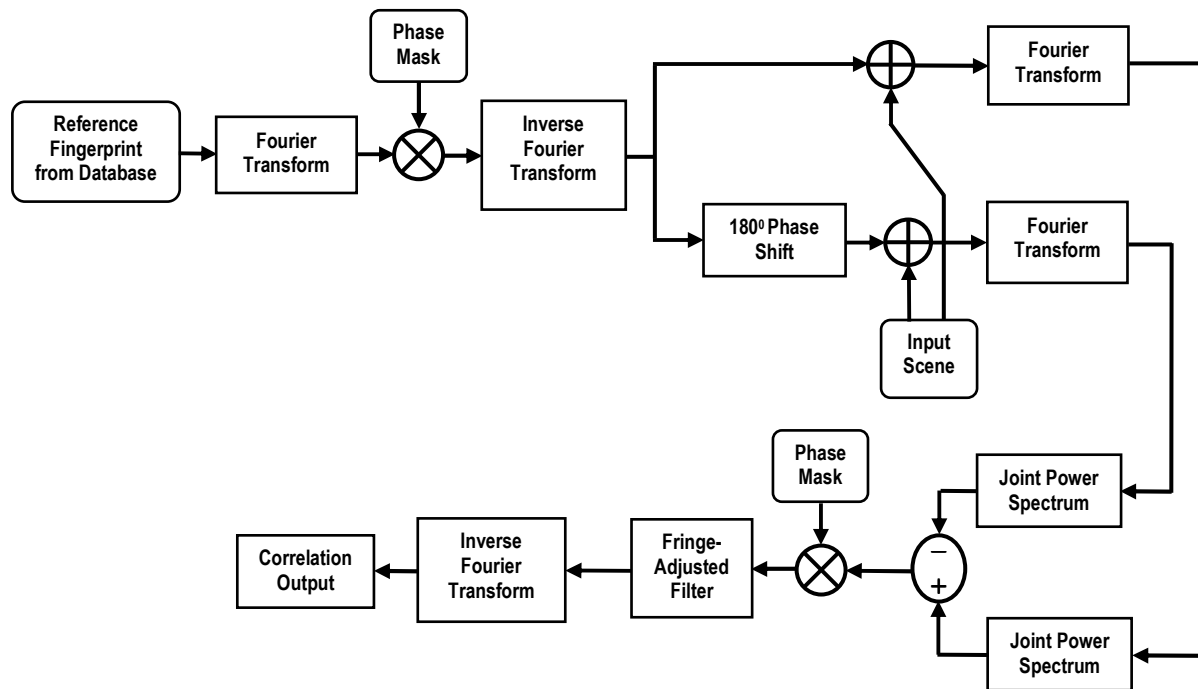 Phase
Mask
Fourier
Transform
Reference
Fingerprint
from Database
Fourier
Transform
Inverse
Fourier
Transform
180⁰ Phase
Shift
Fourier
Transform
Input
Scene
Phase
Mask
Joint Power
Spectrum
Correlation
Output
Inverse
Fourier
Transform
Fringe-
Adjusted
Filter
−
+
Joint Power
Spectrum